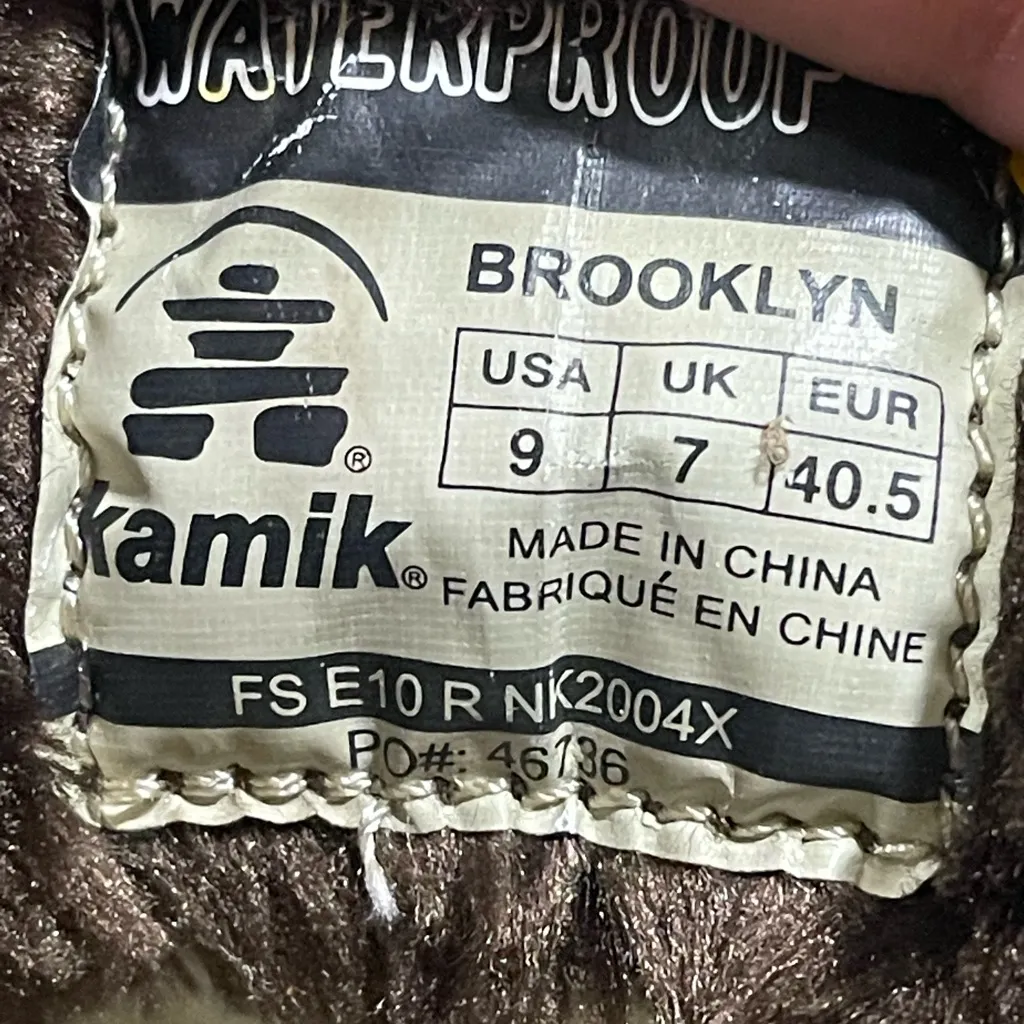 WATERPROOF
BROOKLYN
USA UK EUR
9 7 40.5
®
kamik®
MADE IN CHINA
FABRIQUÉ EN CHINE
FS E10 R NK2004X
PO#: 46136